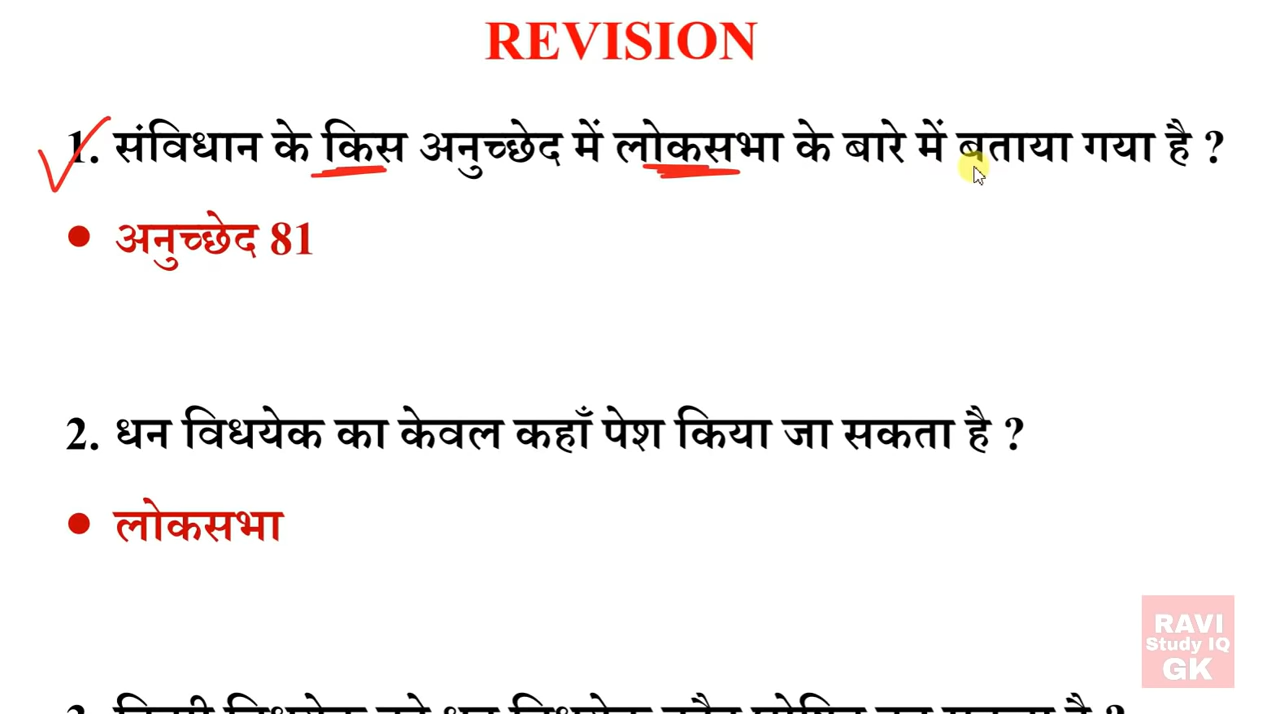 REVISION
1. संविधान के किस अनुच्छेद में लोकसभा के बारे में बताया गया है ?
• अनुच्छेद 81
2. धन विधयेक का केवल कहाँ पेश किया जा सकता है ?
• लोकसभा
RAVI
Study IQ
GK